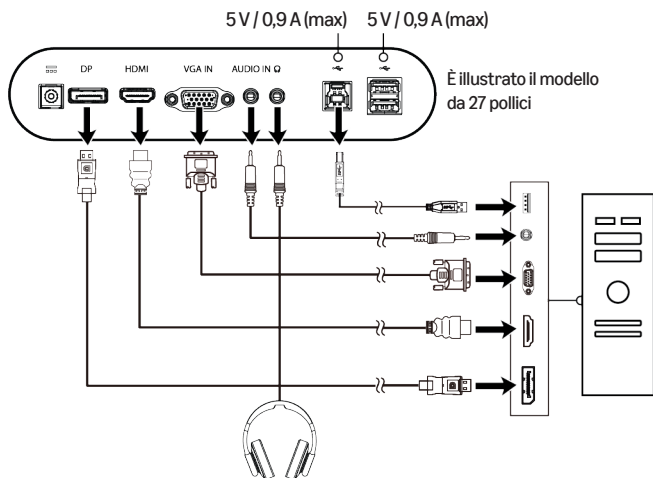 5 V / 0,9 A (max) 5 V / 0,9 A (max)
DP HDMI VGA IN AUDIO IN
È illustrato il modello
da 27 pollici